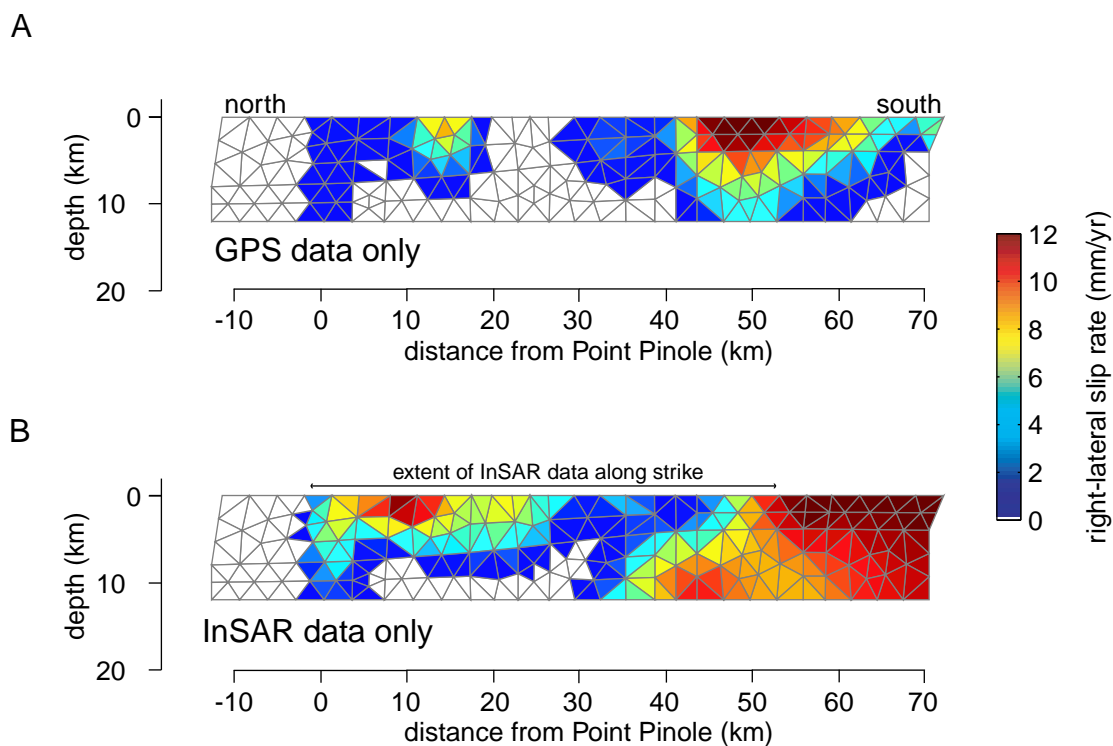 A
north
south
0
10
20
depth (km)
GPS data only
-10 0 10 20 30 40 50 60 70
distance from Point Pinole (km)
12
10
8
6
4
2
0
right-lateral slip rate (mm/yr)
B
extent of InSAR data along strike
0
10
20
depth (km)
InSAR data only
-10 0 10 20 30 40 50 60 70
distance from Point Pinole (km)